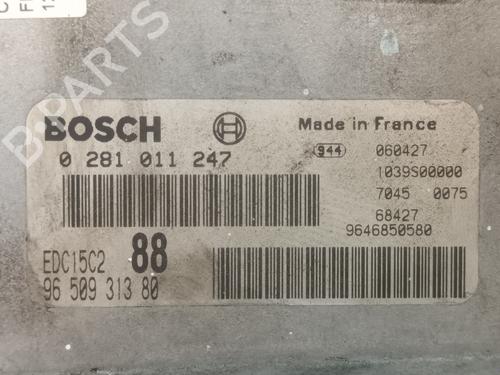 B-PARTS
BOSCH
Made in France
0 281 011 247
944 060427
1039S00000
7045 0075
68427
9646850580
EDC15C2 88
96 509 313 80